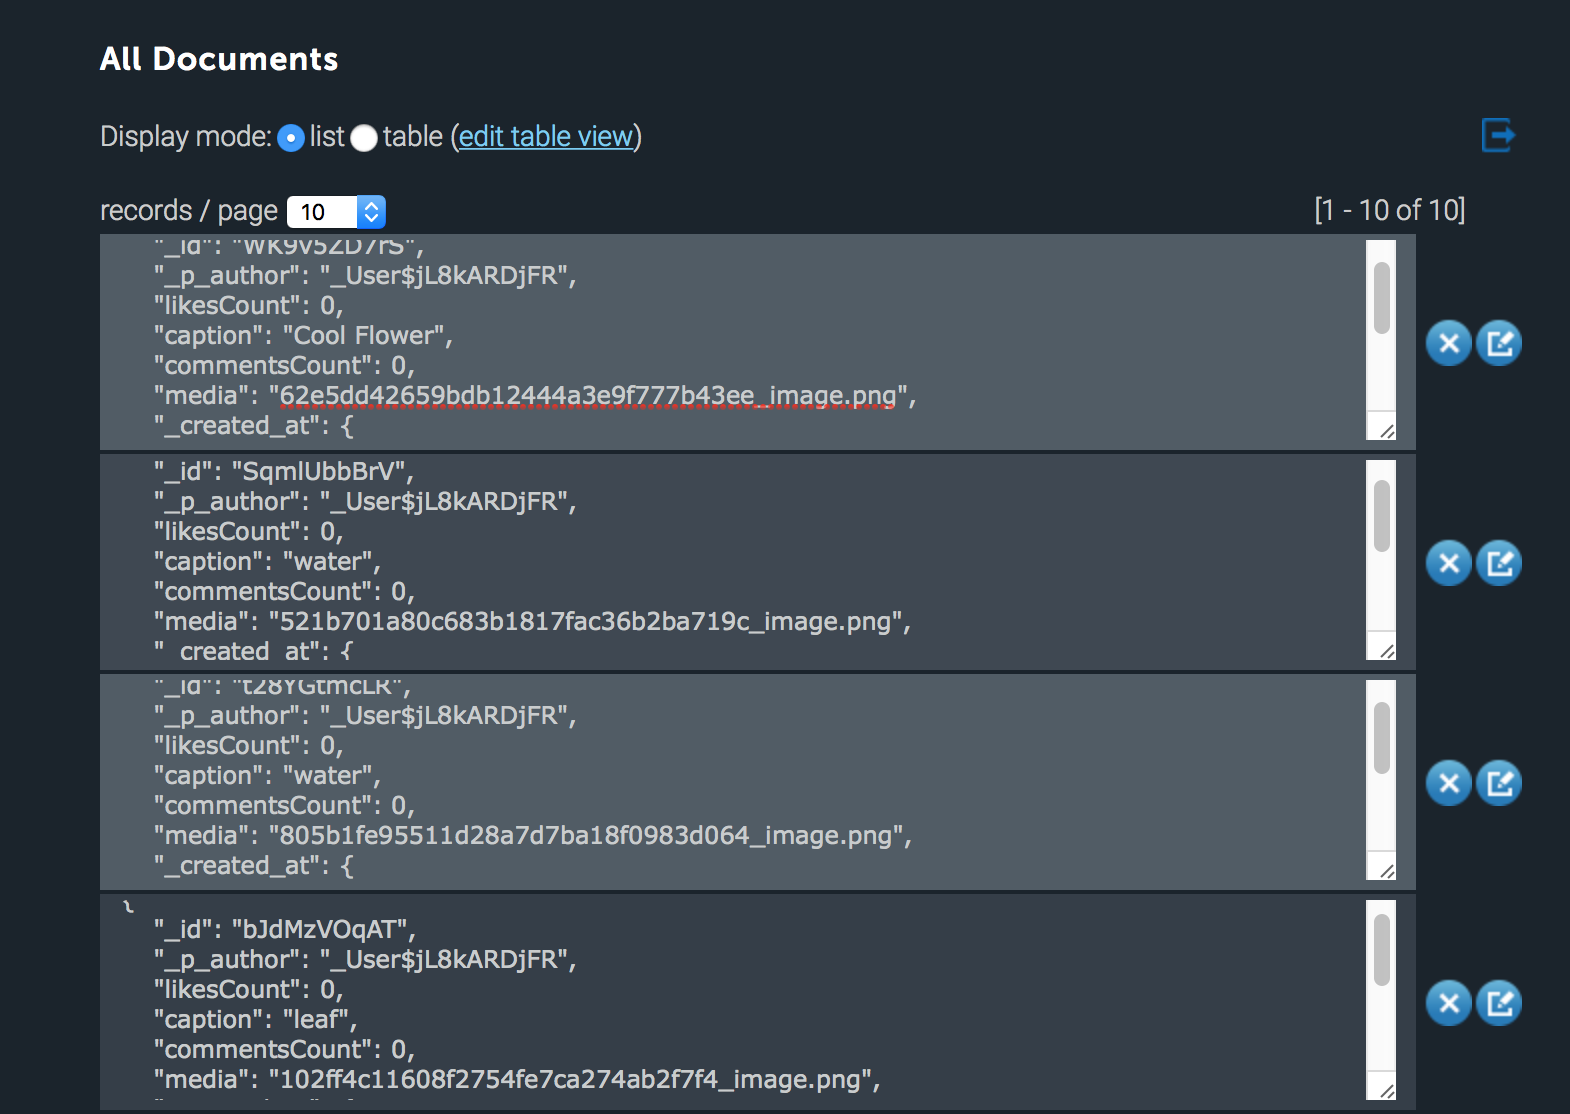 All Documents
Display mode: list table (edit table view)
records / page 10 [1 - 10 of 10]
"_id": "WK9v5ZD7rS",
"_p_author": "_User$jL8kARDjFR",
"likesCount": 0,
"caption": "Cool Flower",
"commentsCount": 0,
"media": "62e5dd42659bdb12444a3e9f777b43ee_image.png",
"_created_at": {
"_id": "SqmlUbbBrV",
"_p_author": "_User$jL8kARDjFR",
"likesCount": 0,
"caption": "water",
"commentsCount": 0,
"media": "521b701a80c683b1817fac36b2ba719c_image.png",
"_created_at": {
"_id": "t28YGtmcLR",
"_p_author": "_User$jL8kARDjFR",
"likesCount": 0,
"caption": "water",
"commentsCount": 0,
"media": "805b1fe95511d28a7d7ba18f0983d064_image.png",
"_created_at": {
"_id": "bJdMzVOqAT",
"_p_author": "_User$jL8kARDjFR",
"likesCount": 0,
"caption": "leaf",
"commentsCount": 0,
"media": "102ff4c11608f2754fe7ca274ab2f7f4_image.png",